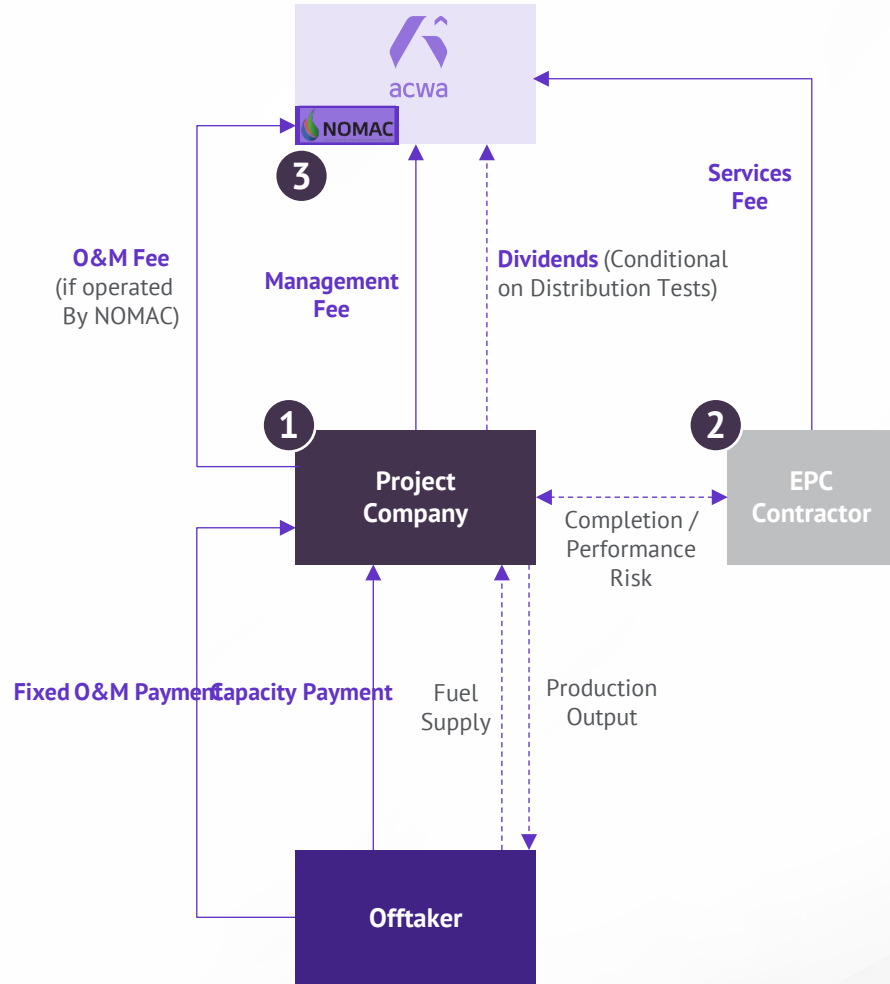 acwa
NOMAC
3
Services
Fee
O&M Fee
(if operated
By NOMAC)
Management
Fee
Dividends (Conditional
on Distribution Tests)
1
Project
Company
2
EPC
Contractor
Completion /
Performance
Risk
Fixed O&M Payment
Capacity Payment
Fuel
Supply
Production
Output
Offtaker